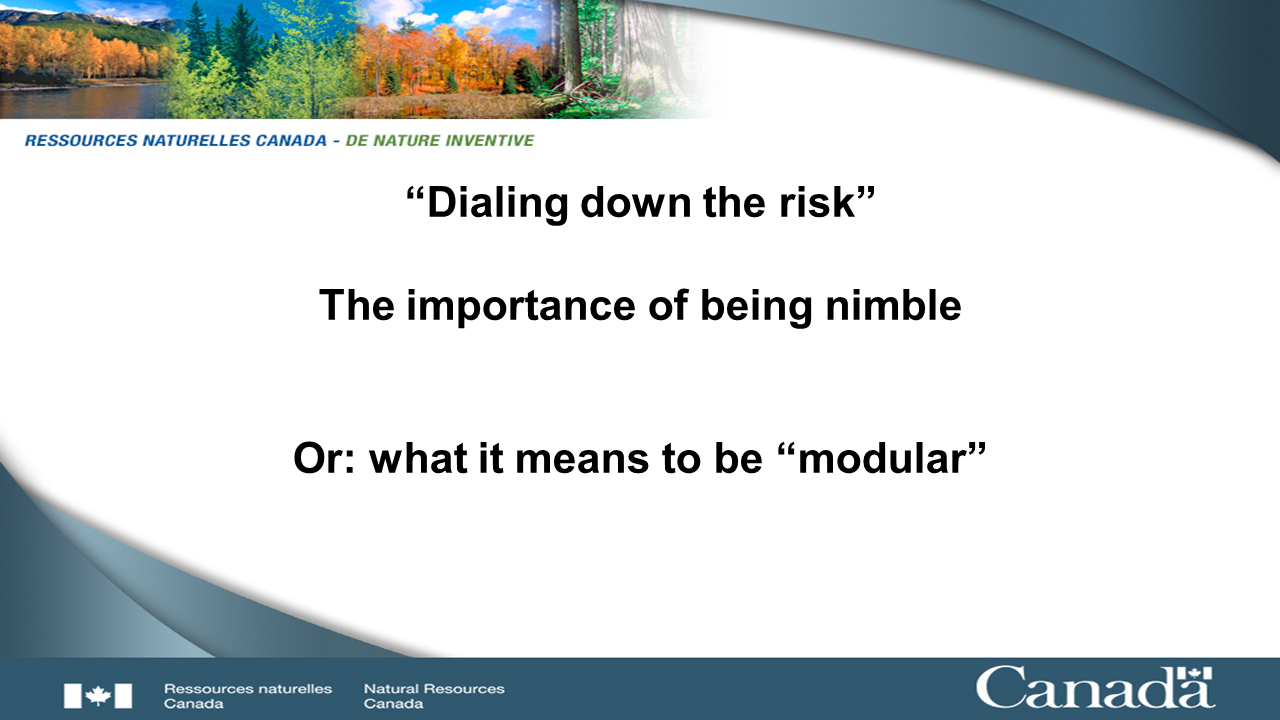 RESSOURCES NATURELLES CANADA - DE NATURE INVENTIVE
“Dialing down the risk”
The importance of being nimble
Or: what it means to be “modular”
Ressources naturelles
Canada
Natural Resources
Canada
Canada